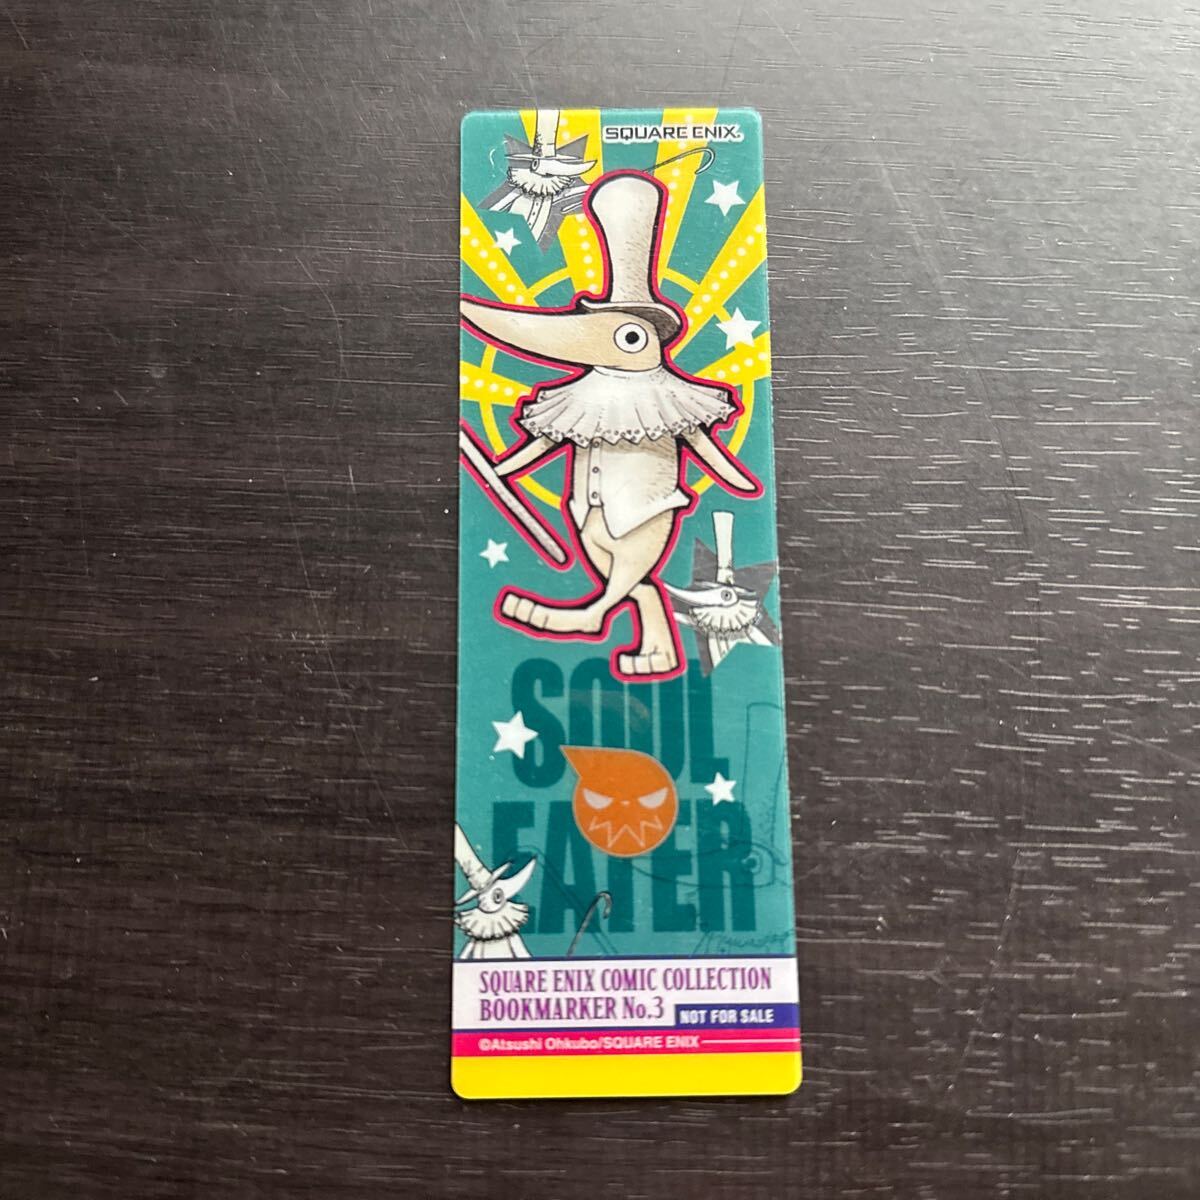 SQUARE ENIX.
SOUL
EATER
SQUARE ENIX COMIC COLLECTION
BOOKMARKER No.3
NOT FOR SALE
©Atsushi Ohkubo/SQUARE ENIX